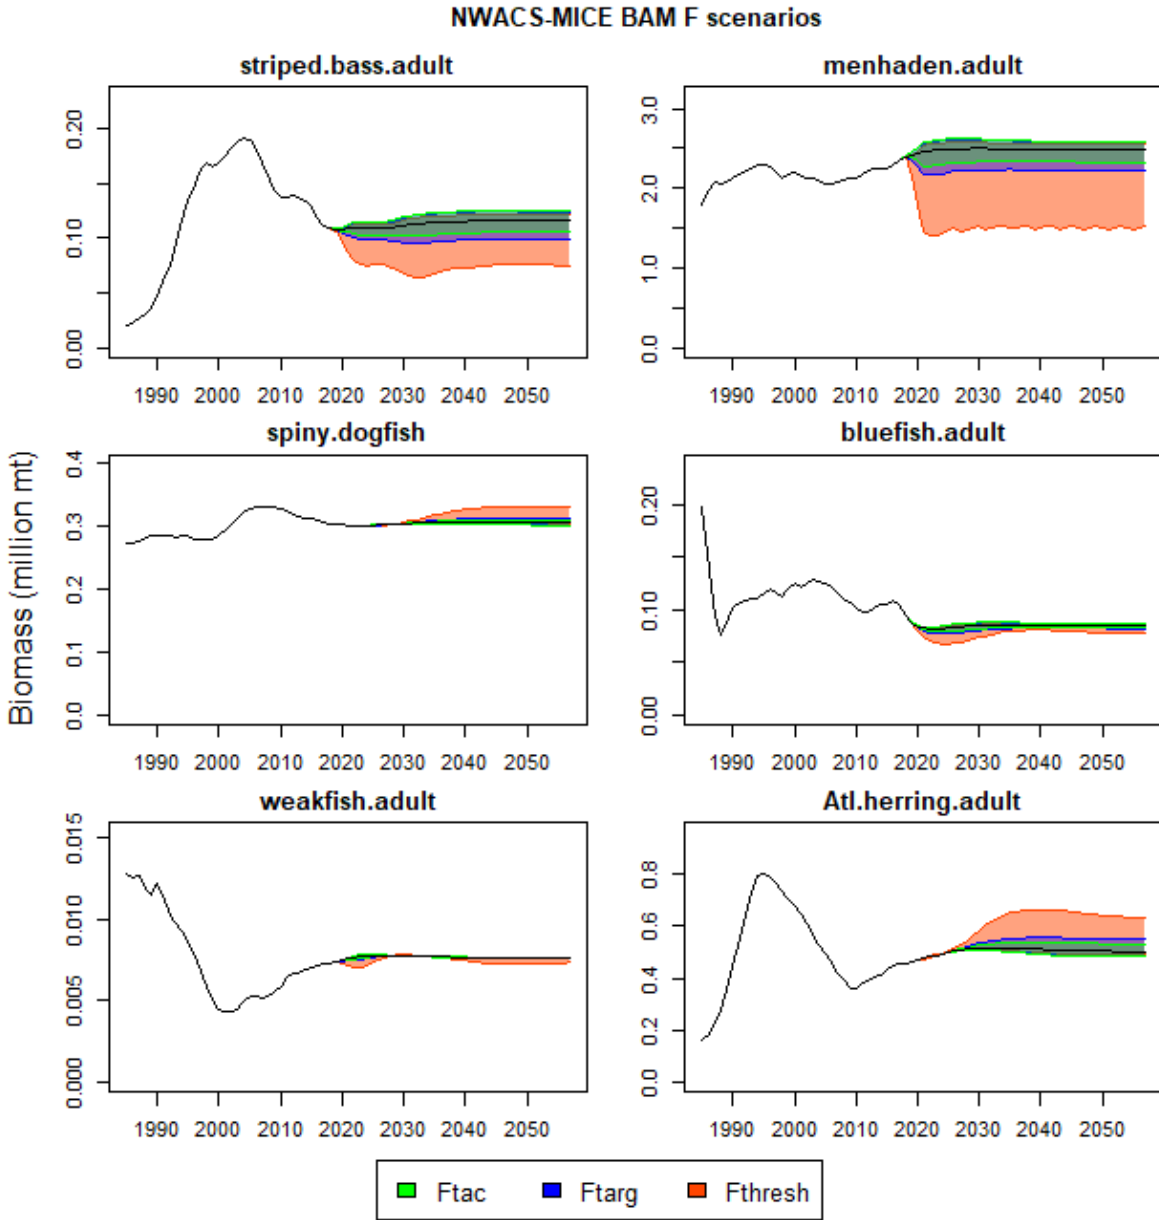 NWACS-MICE BAM F scenarios
striped.bass.adult
0.00 0.10 0.20
1990 2000 2010 2020 2030 2040 2050
menhaden.adult
0.0 1.0 2.0 3.0
1990 2000 2010 2020 2030 2040 2050
Biomass (million mt)
spiny.dogfish
0.0 0.1 0.2 0.3 0.4
1990 2000 2010 2020 2030 2040 2050
bluefish.adult
0.00 0.10 0.20
1990 2000 2010 2020 2030 2040 2050
weakfish.adult
0.000 0.005 0.010 0.015
1990 2000 2010 2020 2030 2040 2050
Atl.herring.adult
0.0 0.2 0.4 0.6 0.8
1990 2000 2010 2020 2030 2040 2050
Ftac Ftarg Fthresh